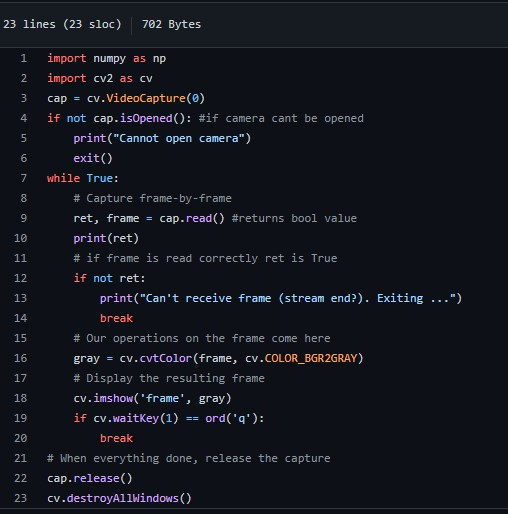 23 lines (23 sloc) 702 Bytes
1 import numpy as np
2 import cv2 as cv
3 cap = cv.VideoCapture(0)
4 if not cap.isOpened(): #if camera cant be opened
5     print("Cannot open camera")
6     exit()
7 while True:
8     # Capture frame-by-frame
9     ret, frame = cap.read() #returns bool value
10     print(ret)
11     # if frame is read correctly ret is True
12     if not ret:
13         print("Can't receive frame (stream end?). Exiting ...")
14         break
15     # Our operations on the frame come here
16     gray = cv.cvtColor(frame, cv.COLOR_BGR2GRAY)
17     # Display the resulting frame
18     cv.imshow('frame', gray)
19     if cv.waitKey(1) == ord('q'):
20         break
21 # When everything done, release the capture
22 cap.release()
23 cv.destroyAllWindows()